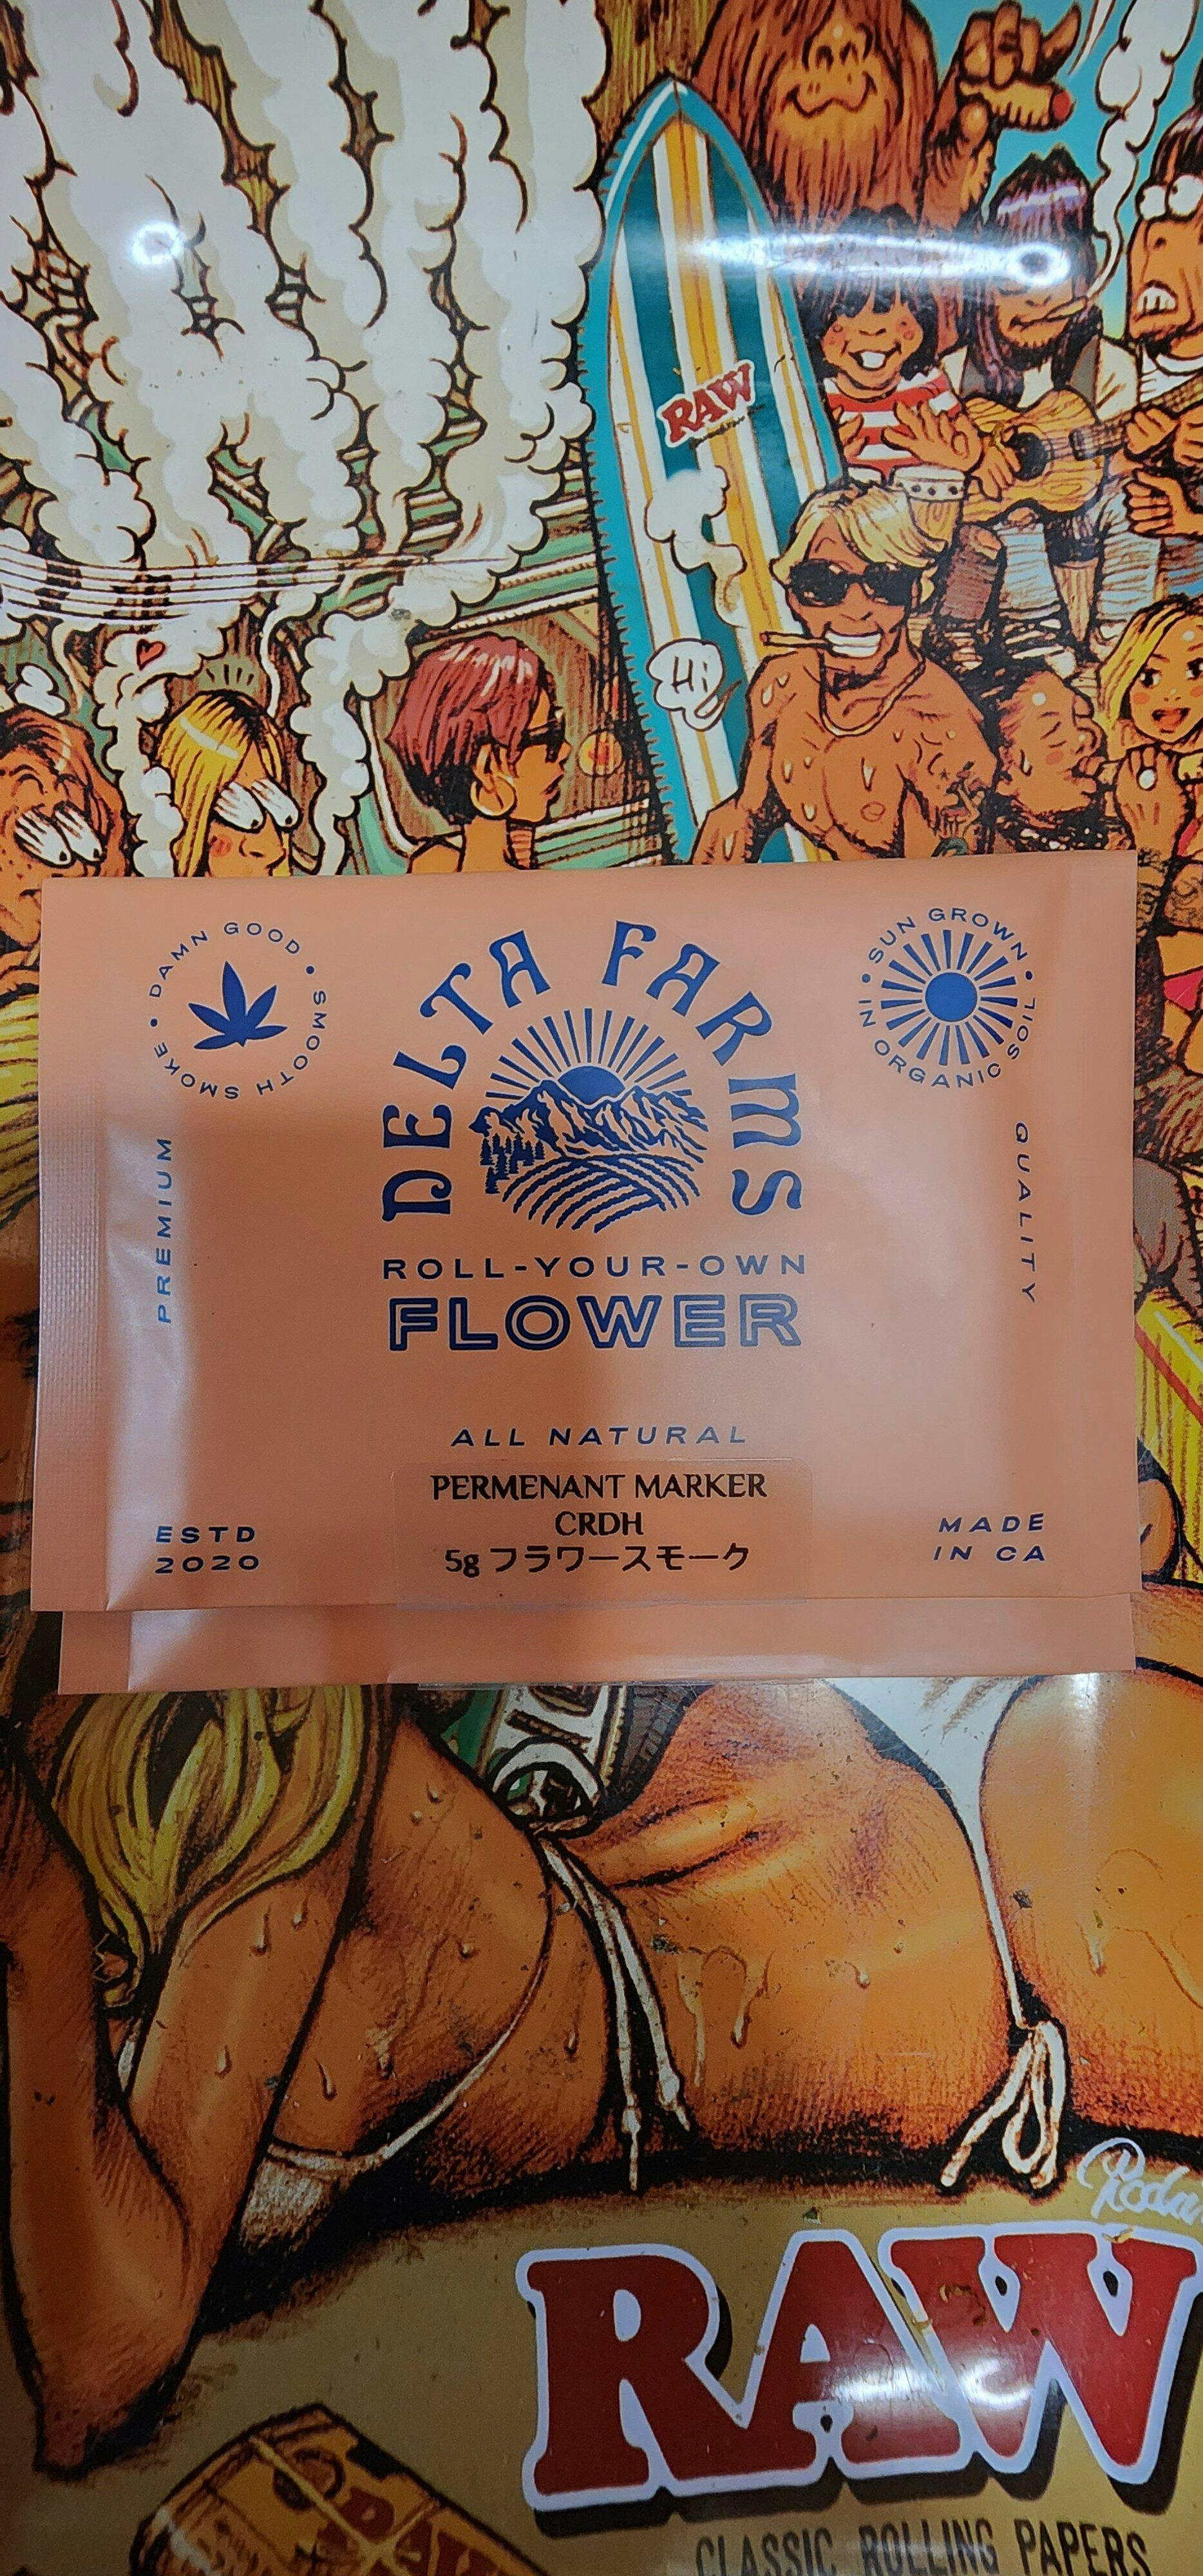 RAW
Hi
DAMN GOOD • SMOOTH SMOKE •
DELTA FARMS
SUN GROWN • IN ORGANIC SOIL •
PREMIUM
QUALITY
ROLL-YOUR-OWN
FLOWER
ALL NATURAL
PERMENANT MARKER
CRDH
5g フラワースモーク
ESTD
2020
MADE
IN CA
RAW
CLASSIC ROLLING PAPERS